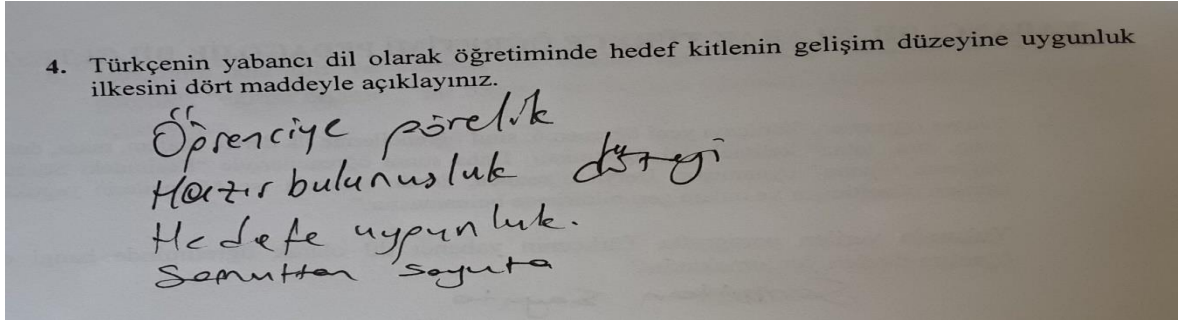 4. Türkçenin yabancı dil olarak öğretiminde hedef kitlenin gelişim düzeyine uygunluk
ilkesini dört maddeyle açıklayınız.
Öğrenciye görelik
Hazır bulunuşluk düzeyi
Hedefe uygunluk.
Somuttan soyuta